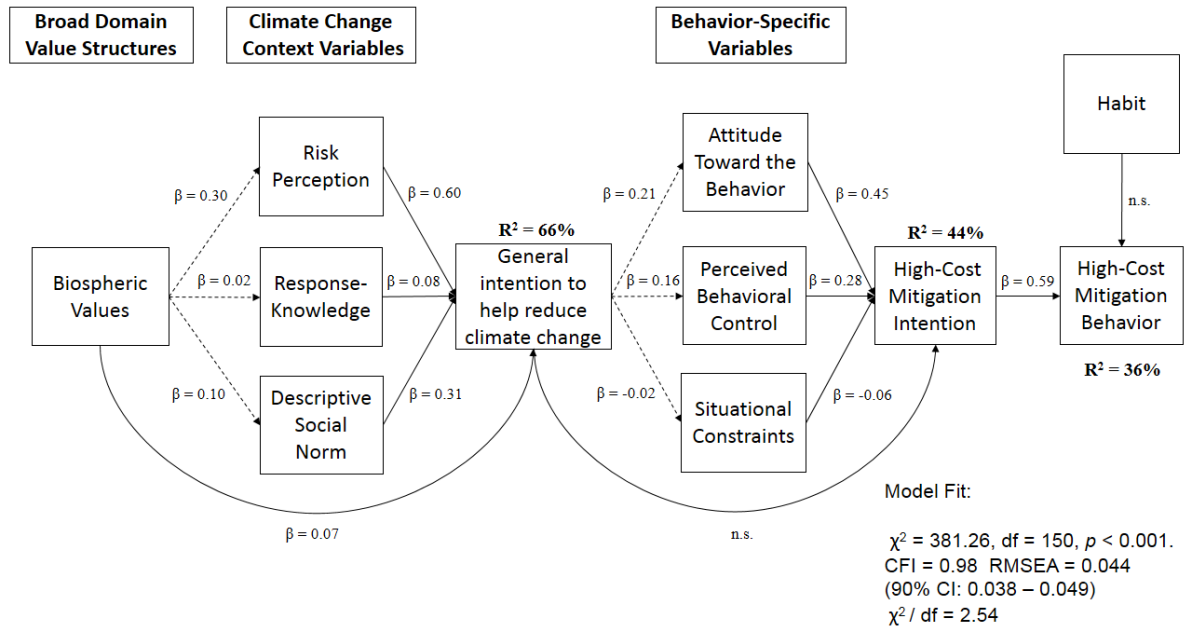 Broad Domain
Value Structures
Climate Change
Context Variables
Behavior-Specific
Variables
Habit
Risk
Perception
Attitude
Toward the
Behavior
β = 0.30
β = 0.60
β = 0.21
β = 0.45
n.s.
R² = 66%
R² = 44%
Biospheric
Values
β = 0.02
Response-
Knowledge
β = 0.08
General
intention to
help reduce
climate change
β = 0.16
Perceived
Behavioral
Control
β = 0.28
High-Cost
Mitigation
Intention
β = 0.59
High-Cost
Mitigation
Behavior
R² = 36%
β = 0.10
Descriptive
Social
Norm
β = 0.31
β = -0.02
Situational
Constraints
β = -0.06
β = 0.07
n.s.
Model Fit:
χ² = 381.26, df = 150, p < 0.001.
CFI = 0.98 RMSEA = 0.044
(90% CI: 0.038 – 0.049)
χ² / df = 2.54